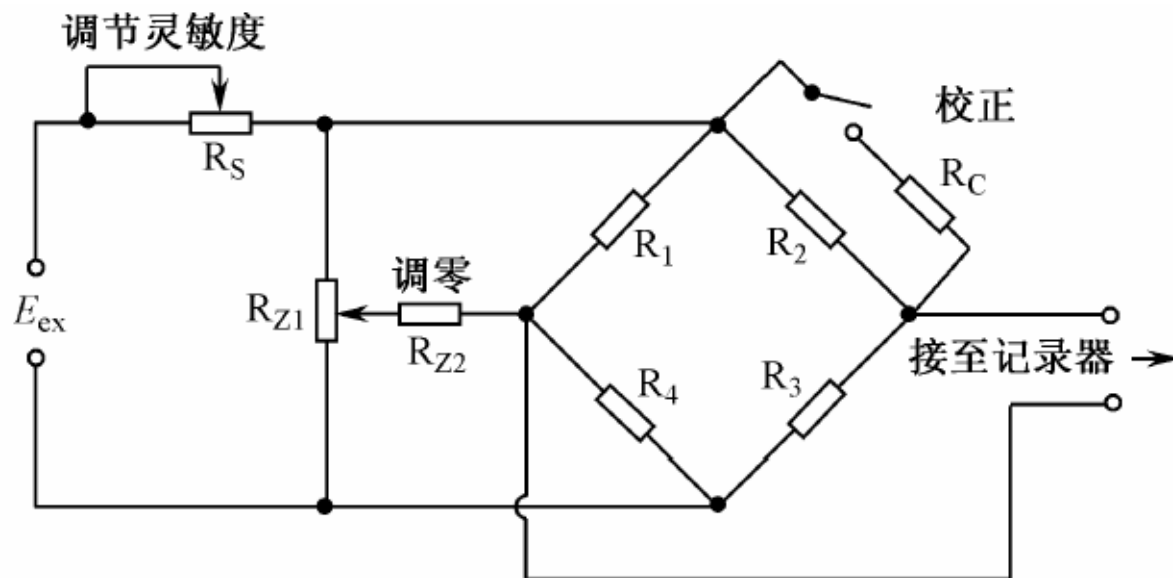 调节灵敏度
校正
R_S
R_C
R_1
R_2
调零
E_ex
R_Z1
R_Z2
接至记录器
R_4
R_3